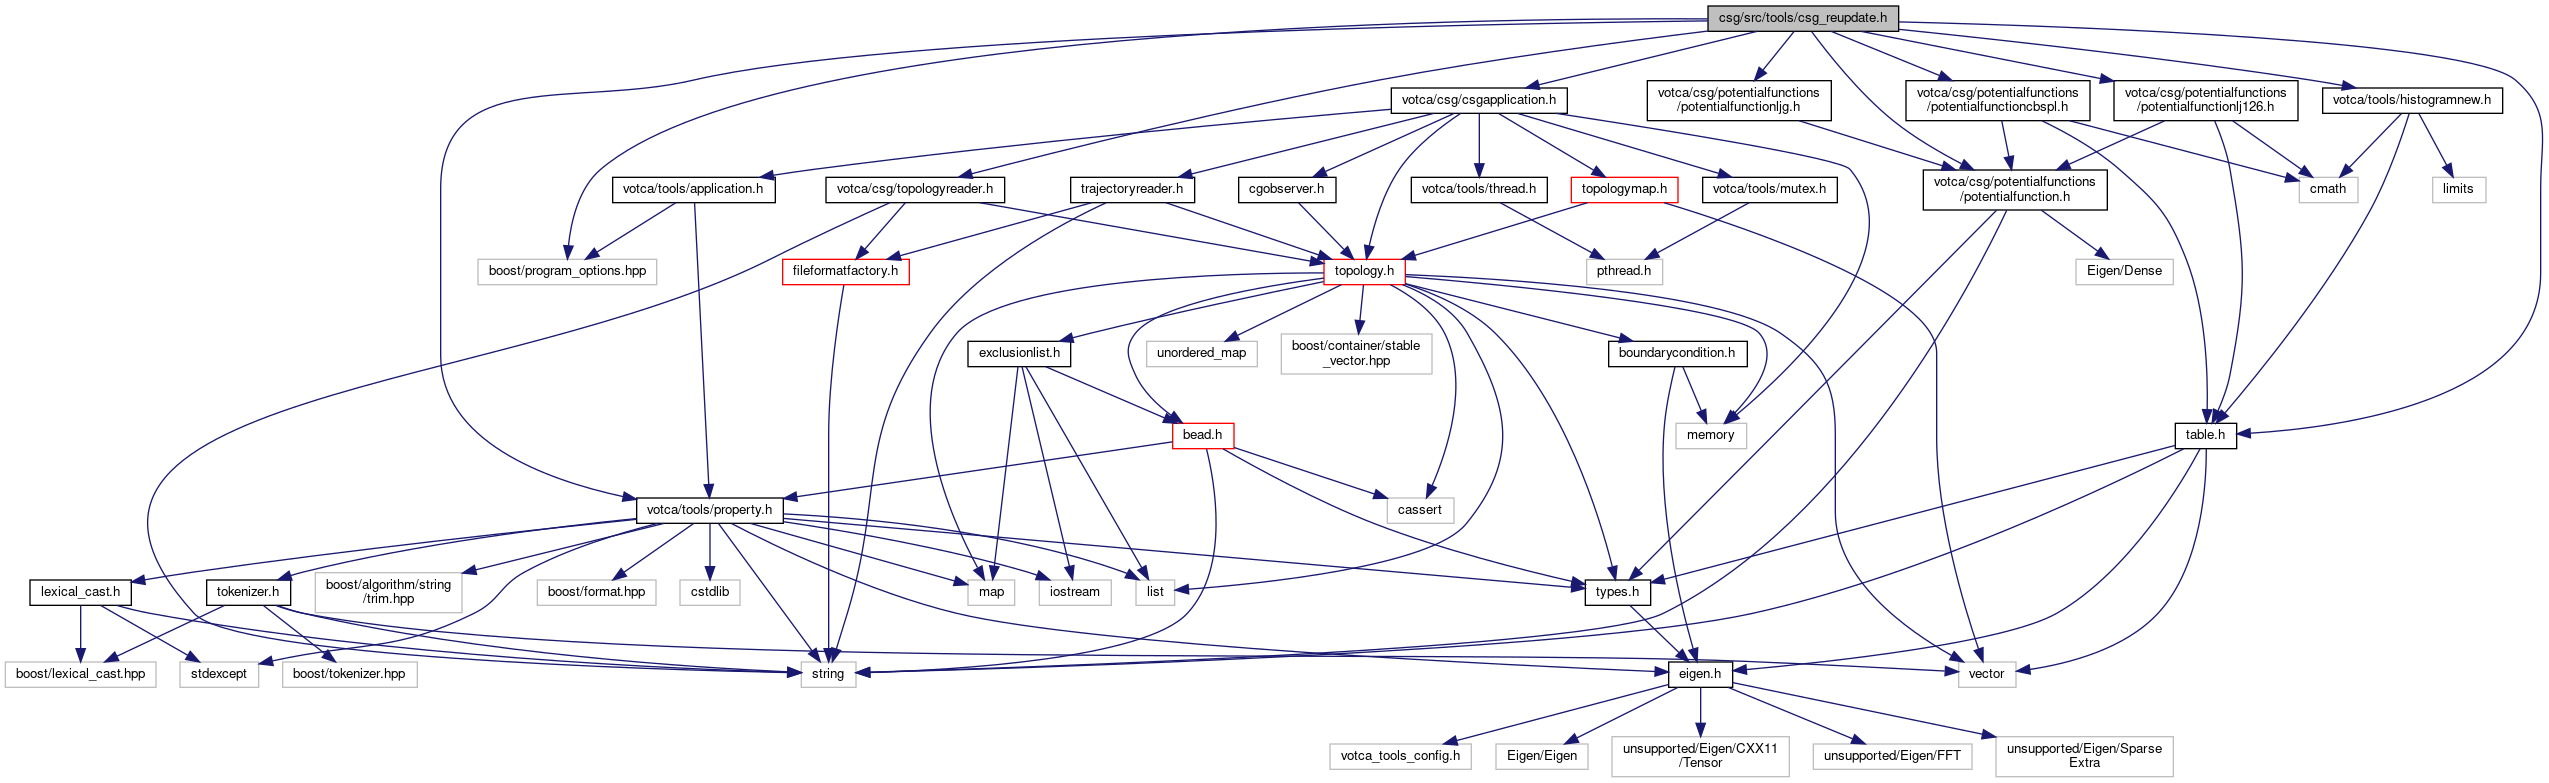 csg/src/tools/csg_reupdate.h
votca/csg/potentialfunctions
/potentialfunctionljg.h
votca/csg/potentialfunctions
/potentialfunctioncbspl.h
votca/csg/potentialfunctions
/potentialfunctionlj126.h
votca/csg/csgapplication.h
votca/tools/histogramnew.h
votca/tools/application.h
votca/csg/topologyreader.h
trajectoryreader.h
cgobserver.h
votca/tools/thread.h
topologymap.h
votca/tools/mutex.h
votca/csg/potentialfunctions
/potentialfunction.h
cmath
limits
boost/program_options.hpp
fileformatfactory.h
topology.h
pthread.h
Eigen/Dense
exclusionlist.h
unordered_map
boost/container/stable
_vector.hpp
boundarycondition.h
bead.h
memory
table.h
votca/tools/property.h
cassert
lexical_cast.h
tokenizer.h
boost/algorithm/string
/trim.hpp
boost/format.hpp
cstdlib
map
iostream
list
types.h
boost/lexical_cast.hpp
stdexcept
boost/tokenizer.hpp
string
eigen.h
vector
votca_tools_config.h
Eigen/Eigen
unsupported/Eigen/CXX11
/Tensor
unsupported/Eigen/FFT
unsupported/Eigen/Sparse
Extra